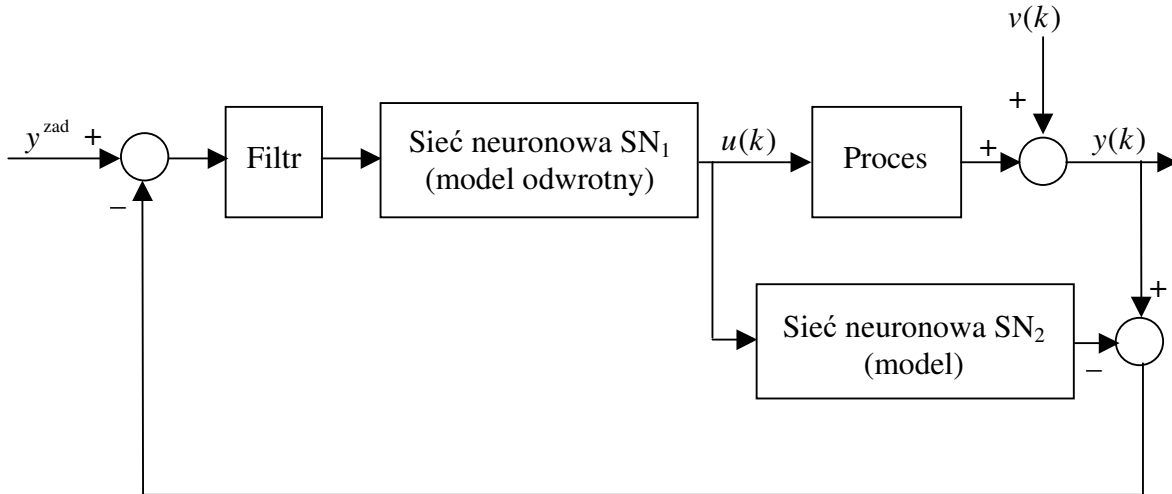 v(k)
+
y^zad +
Filtr
Sieć neuronowa SN₁
(model odwrotny)
u(k)
Proces
+
y(k)
−
+
Sieć neuronowa SN₂
(model)
−